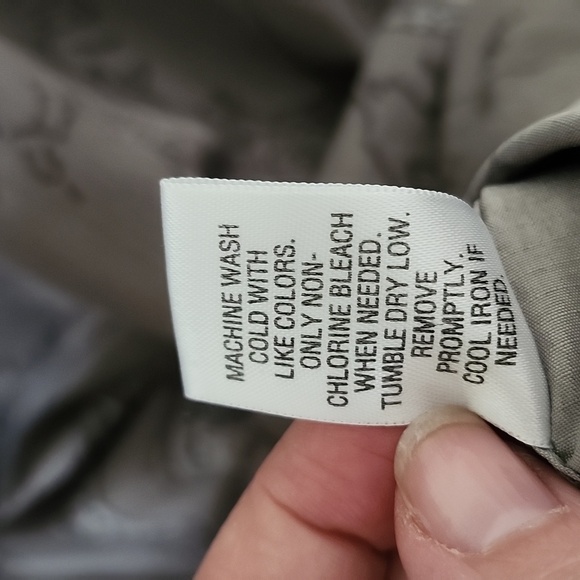 MACHINE WASH
COLD WITH
LIKE COLORS.
ONLY NON-
CHLORINE BLEACH
WHEN NEEDED.
TUMBLE DRY LOW.
REMOVE
PROMPTLY.
COOL IRON IF
NEEDED.